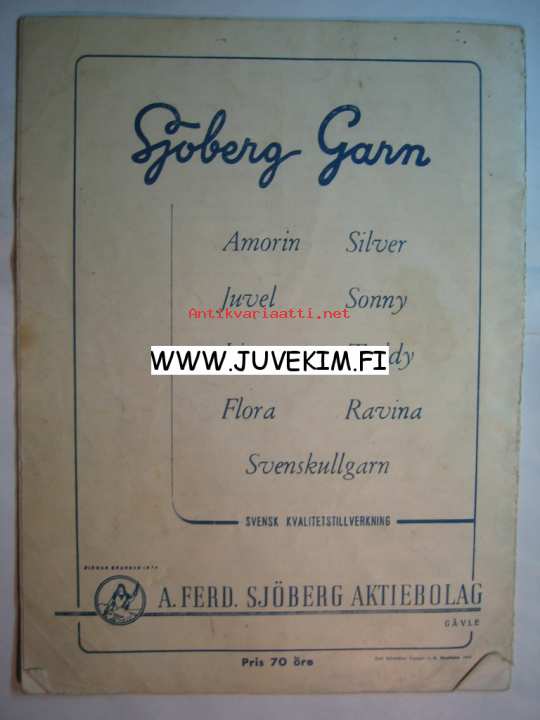 Sjöberg Garn
Amorin Silver
Juvel Sonny
Antikvariaatti.net
WWW.JUVEKIM.FI
Flora Ravina
Svenskullgarn
SVENSK KVALITETSTILLVERKNING
A. FERD. SJÖBERG AKTIEBOLAG
GÄVLE
Pris 70 öre